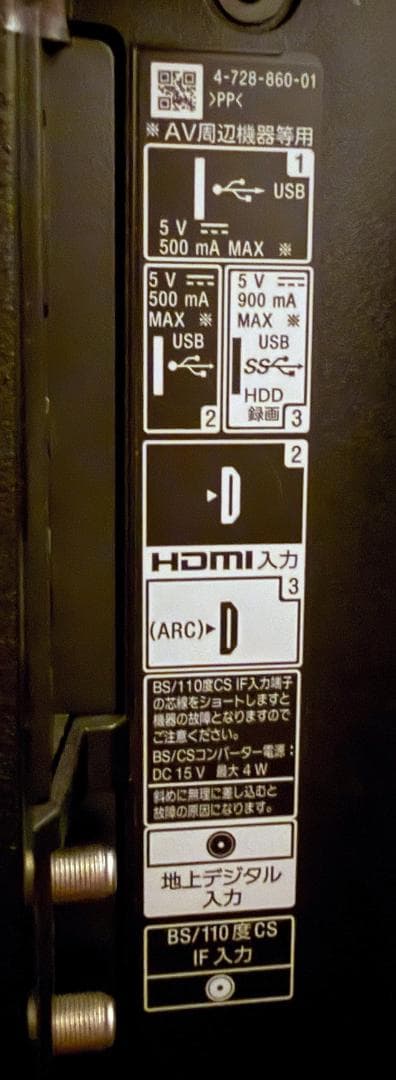 4-728-860-01
>PP<
※ AV周辺機器等用
1
USB
5 V
500 mA MAX ※
5 V
500 mA
MAX ※
USB
2
5 V
900 mA
MAX ※
USB
SS
HDD
録画
3
2
HDMI 入力
3
(ARC)
BS/110度CS IF入力端子
の芯線をショートしますと
機器の故障となりますので
ご注意ください。
BS/CSコンバーター電源:
DC 15 V 最大 4 W
斜めに無理に差し込むと
故障の原因になります。
地上デジタル
入力
BS/110度CS
IF 入力